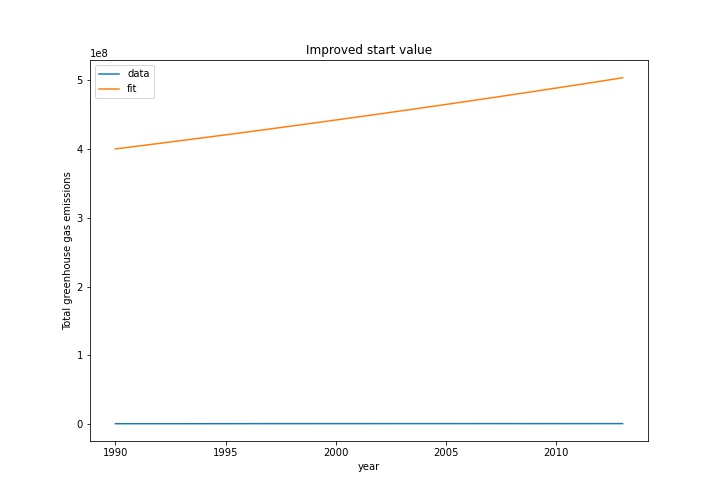 Improved start value
1e8
data
fit
5
4
3
2
1
0
Total greenhouse gas emissions
1990
1995
2000
2005
2010
year